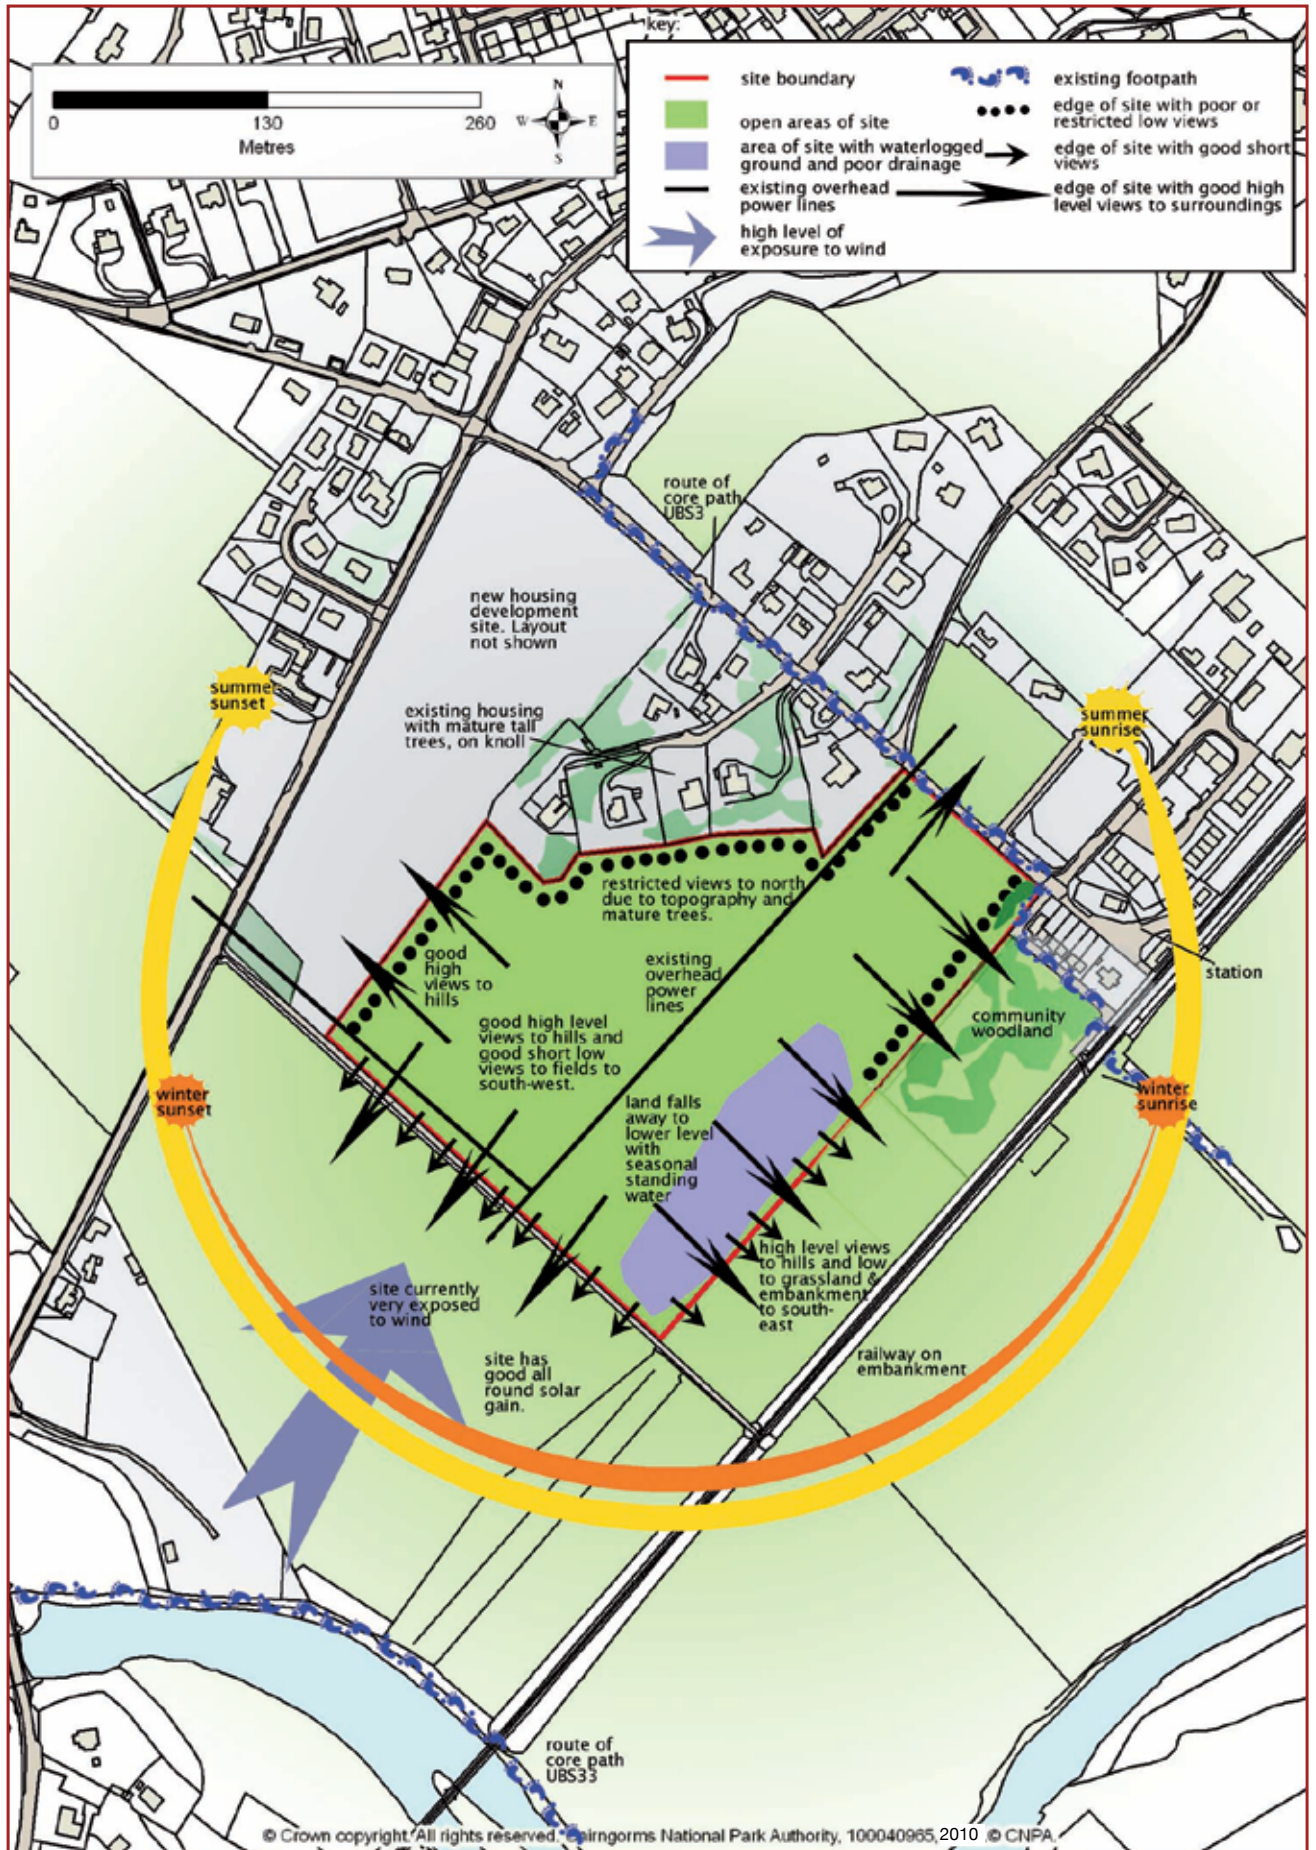 key:
0
130
260
Metres
N
W
E
S
site boundary
open areas of site
area of site with waterlogged
ground and poor drainage
existing overhead
power lines
high level of
exposure to wind
existing footpath
edge of site with poor or
restricted low views
edge of site with good short
views
edge of site with good high
level views to surroundings
route of
core path
UBS3
new housing
development
site. Layout
not shown
summer
sunset
summer
sunrise
existing housing
with mature tall
trees, on knoll
restricted views to north
due to topography and
mature trees.
good
high
views to
hills
existing
overhead
power
lines
station
community
woodland
good high level
views to hills and
good short low
views to fields to
south-west.
winter
sunset
winter
sunrise
land falls
away to
lower level
with
seasonal
standing
water
high level views
to hills and low
to grassland &
embankment
to south-
east
site currently
very exposed
to wind
site has
good all
round solar
gain.
railway on
embankment
route of
core path
UBS33
© Crown copyright. All rights reserved. Cairngorms National Park Authority, 100040965, 2010 © CNPA.